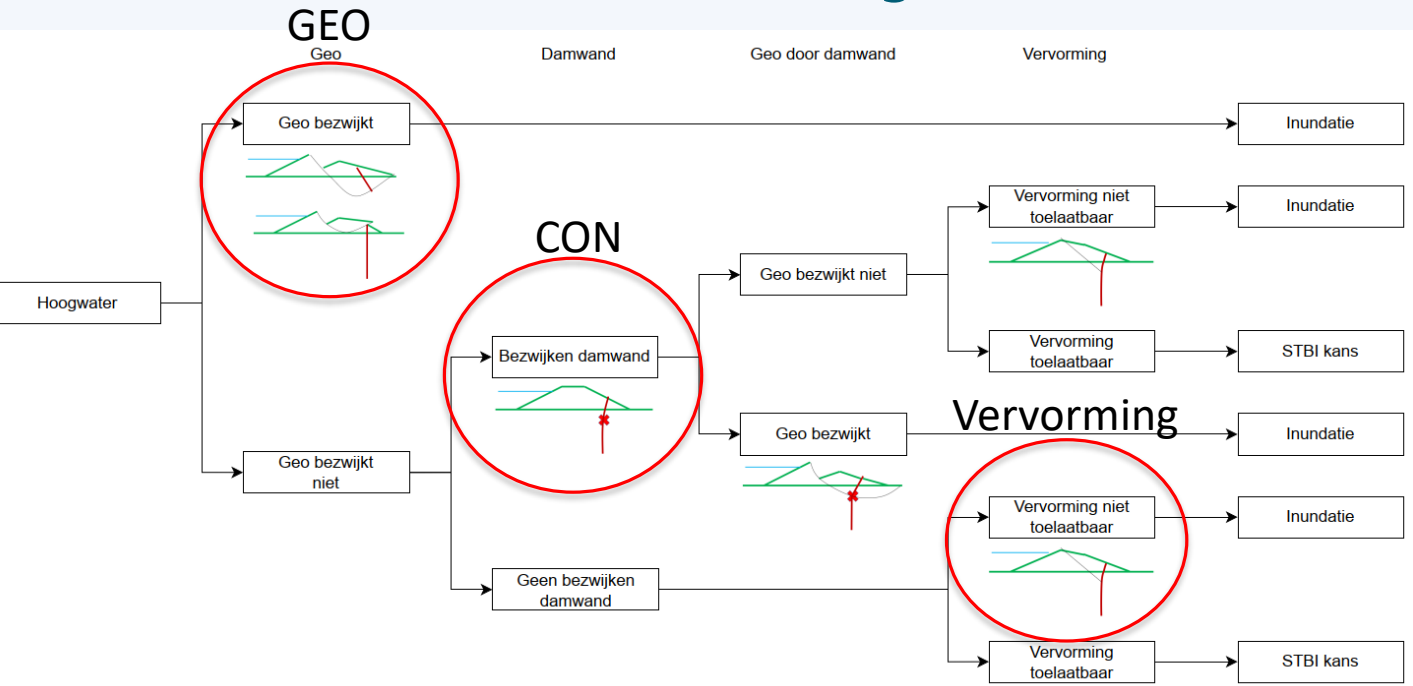 GEO
Geo
Damwand
Geo door damwand
Vervorming
Geo bezwijkt
Inundatie
Vervorming niet
toelaatbaar
Inundatie
CON
Geo bezwijkt niet
Hoogwater
Bezwijken damwand
Vervorming
toelaatbaar
STBI kans
Vervorming
Geo bezwijkt
Inundatie
Geo bezwijkt
niet
Vervorming niet
toelaatbaar
Inundatie
Geen bezwijken
damwand
Vervorming
toelaatbaar
STBI kans